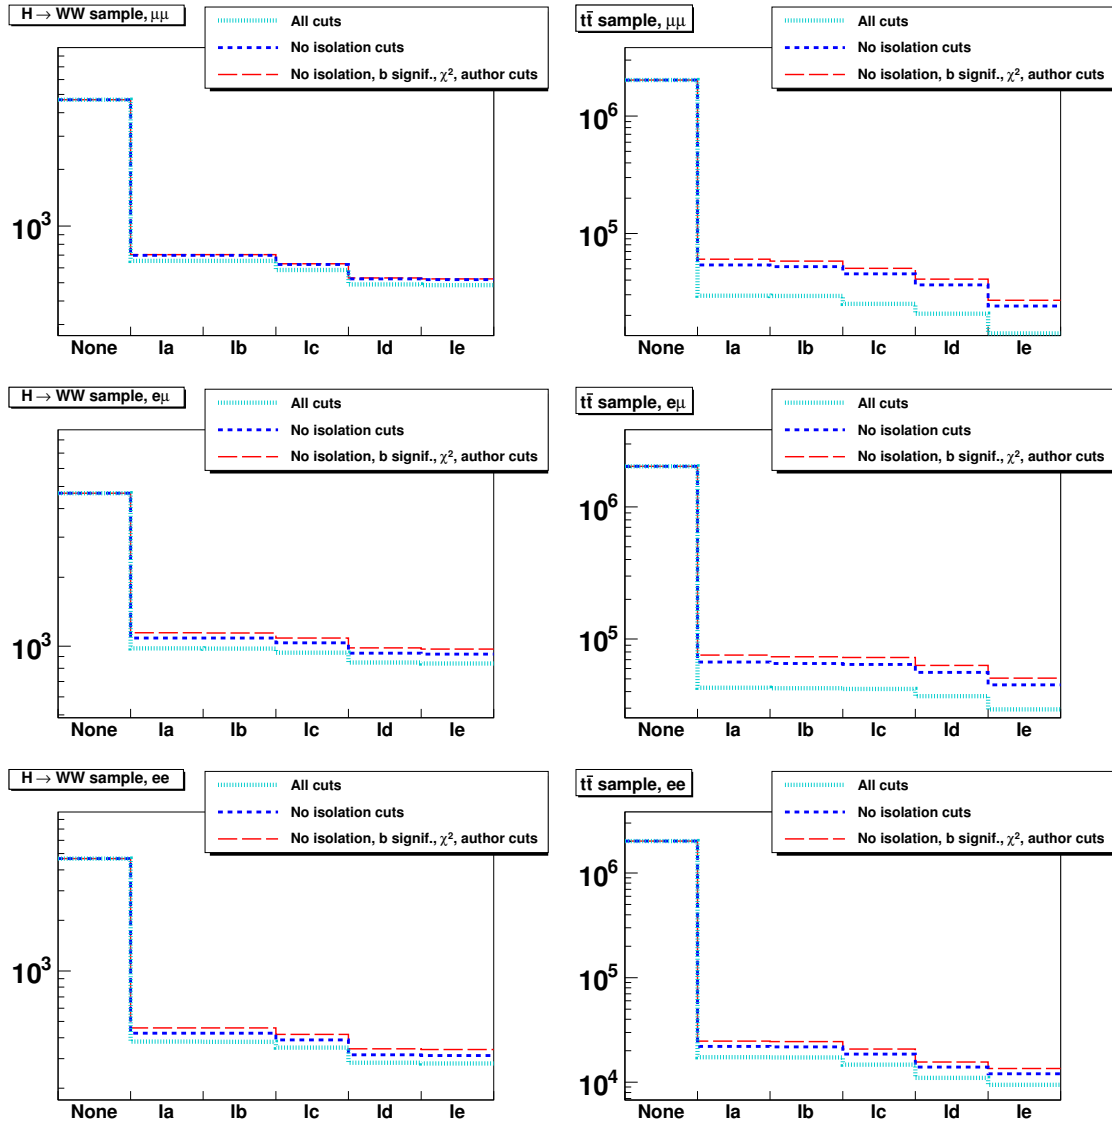 H → WW sample, μμ
All cuts
No isolation cuts
No isolation, b signif., χ², author cuts
10³
None Ia Ib Ic Id Ie
tt̄ sample, μμ
All cuts
No isolation cuts
No isolation, b signif., χ², author cuts
10⁶
10⁵
None Ia Ib Ic Id Ie
H → WW sample, eμ
All cuts
No isolation cuts
No isolation, b signif., χ², author cuts
10³
None Ia Ib Ic Id Ie
tt̄ sample, eμ
All cuts
No isolation cuts
No isolation, b signif., χ², author cuts
10⁶
10⁵
None Ia Ib Ic Id Ie
H → WW sample, ee
All cuts
No isolation cuts
No isolation, b signif., χ², author cuts
10³
None Ia Ib Ic Id Ie
tt̄ sample, ee
All cuts
No isolation cuts
No isolation, b signif., χ², author cuts
10⁶
10⁵
10⁴
None Ia Ib Ic Id Ie